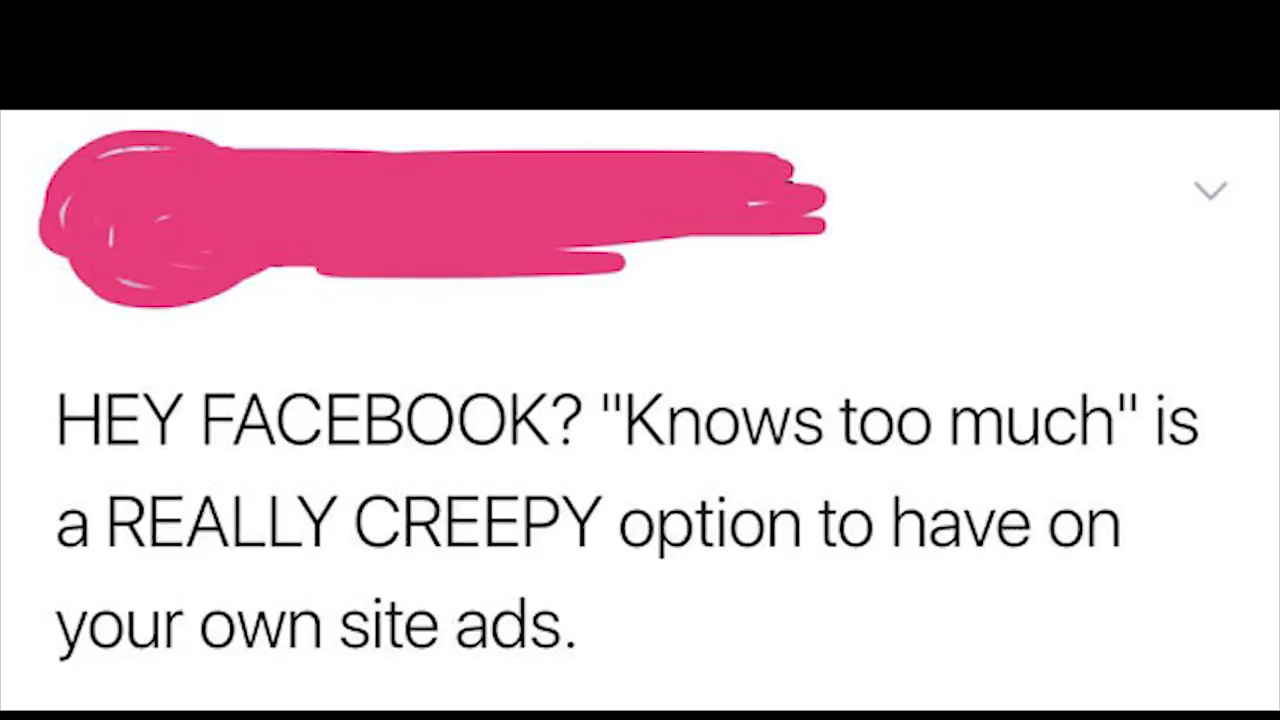 HEY FACEBOOK? "Knows too much" is
a REALLY CREEPY option to have on
your own site ads.